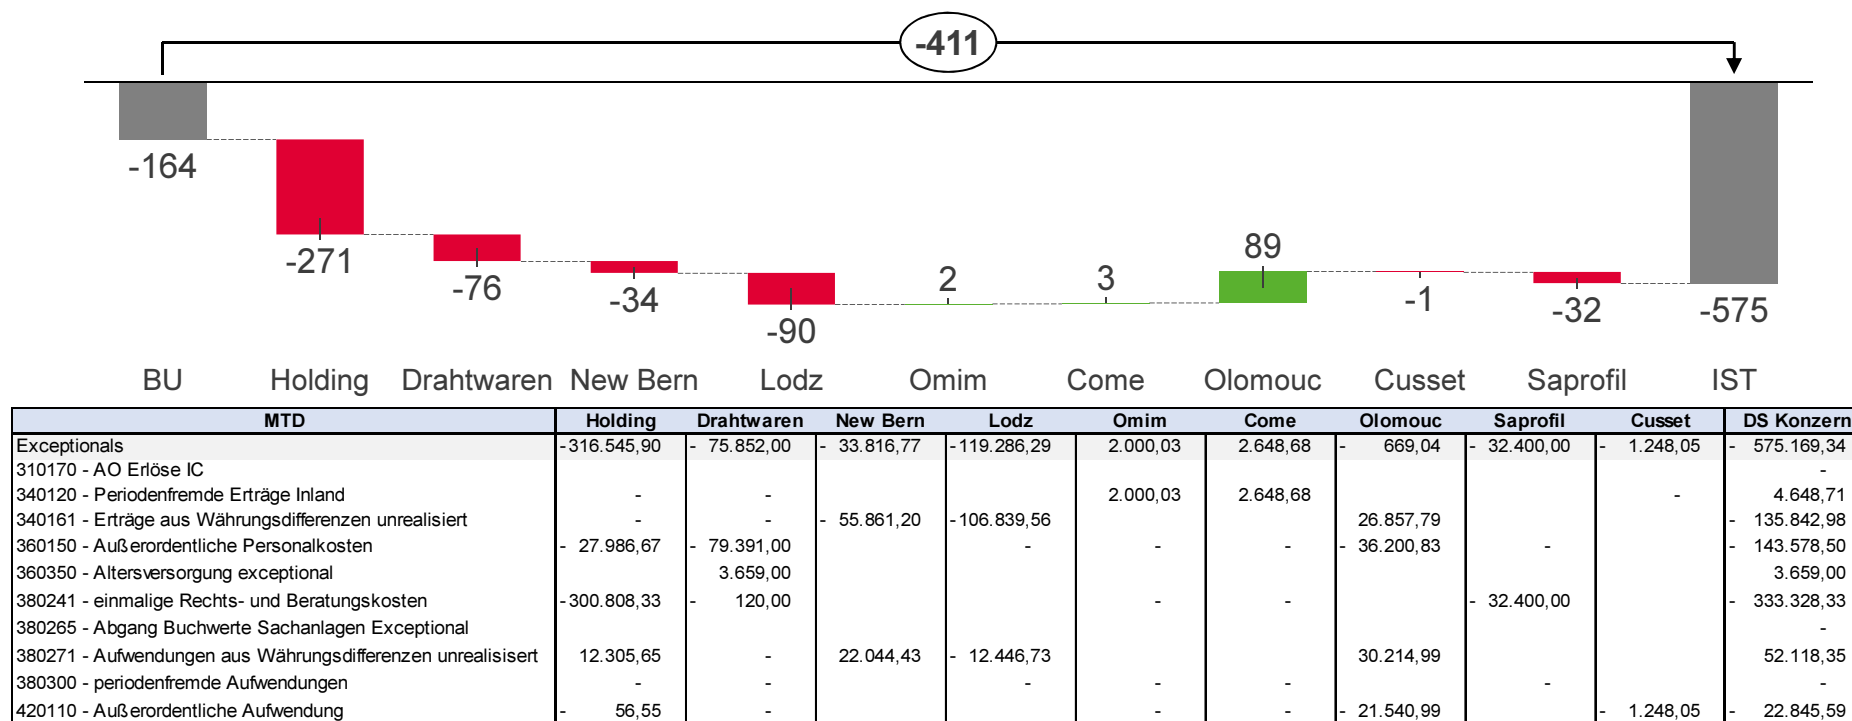 -411
-164
-271
-76
-34
-90
2
3
89
-1
-32
-575
BU Holding Drahtwaren New Bern Lodz Omim Come Olomouc Cusset Saprofil IST
MTD Holding Drahtwaren New Bern Lodz Omim Come Olomouc Saprofil Cusset DS Konzern
Exceptionals -316.545,90 - 75.852,00 - 33.816,77 -119.286,29 2.000,03 2.648,68 - 669,04 - 32.400,00 - 1.248,05 - 575.169,34
310170 - AO Erlöse IC -
340120 - Periodenfremde Erträge Inland - - 2.000,03 2.648,68 - 4.648,71
340161 - Erträge aus Währungsdifferenzen unrealisiert - - - 55.861,20 -106.839,56 26.857,79 - 135.842,98
360150 - Außerordentliche Personalkosten - 27.986,67 - 79.391,00 - - - - 36.200,83 - - 143.578,50
360350 - Altersversorgung exceptional 3.659,00 3.659,00
380241 - einmalige Rechts- und Beratungskosten -300.808,33 - 120,00 - - - 32.400,00 - 333.328,33
380265 - Abgang Buchwerte Sachanlagen Exceptional -
380271 - Aufwendungen aus Währungsdifferenzen unrealisisert 12.305,65 - 22.044,43 - 12.446,73 30.214,99 52.118,35
380300 - periodenfremde Aufwendungen - - - - - - -
420110 - Außerordentliche Aufwendung - 56,55 - - - - 21.540,99 - 1.248,05 - 22.845,59